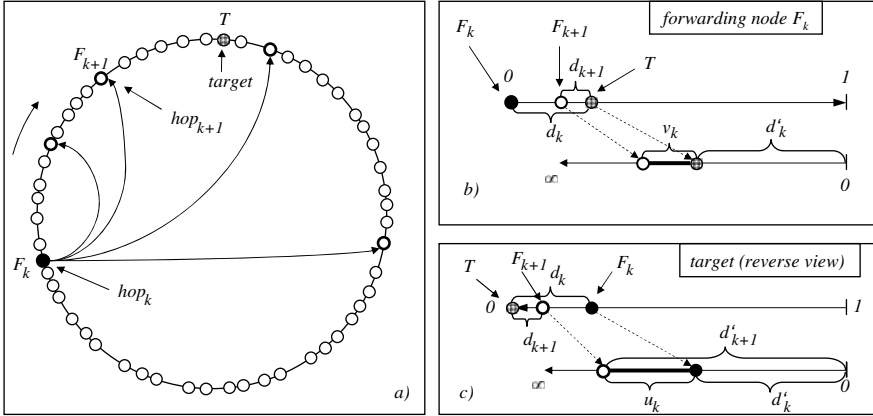 T
F_{k+1}
target
hop_{k+1}
F_k
hop_k
a)
forwarding node F_k
F_k
F_{k+1}
0
d_{k+1}
T
1
d_k
v_k
d'_k
∞
0
b)
target (reverse view)
T
F_{k+1}
d_k
F_k
0
1
d_{k+1}
d'_{k+1}
∞
0
u_k
d'_k
c)